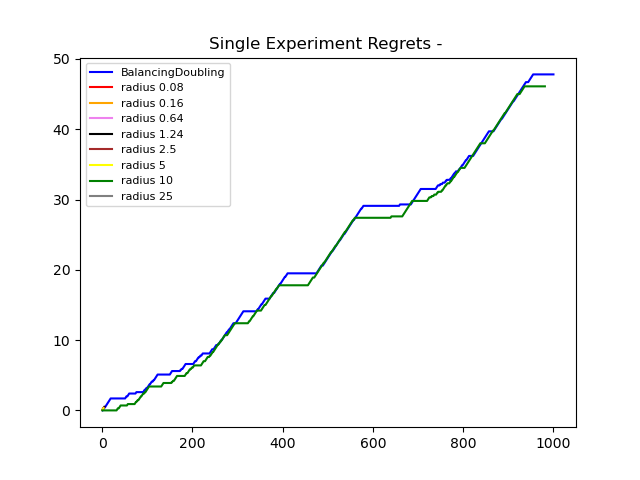 Single Experiment Regrets -
50
40
30
20
10
0
BalancingDoubling
radius 0.08
radius 0.16
radius 0.64
radius 1.24
radius 2.5
radius 5
radius 10
radius 25
0 200 400 600 800 1000